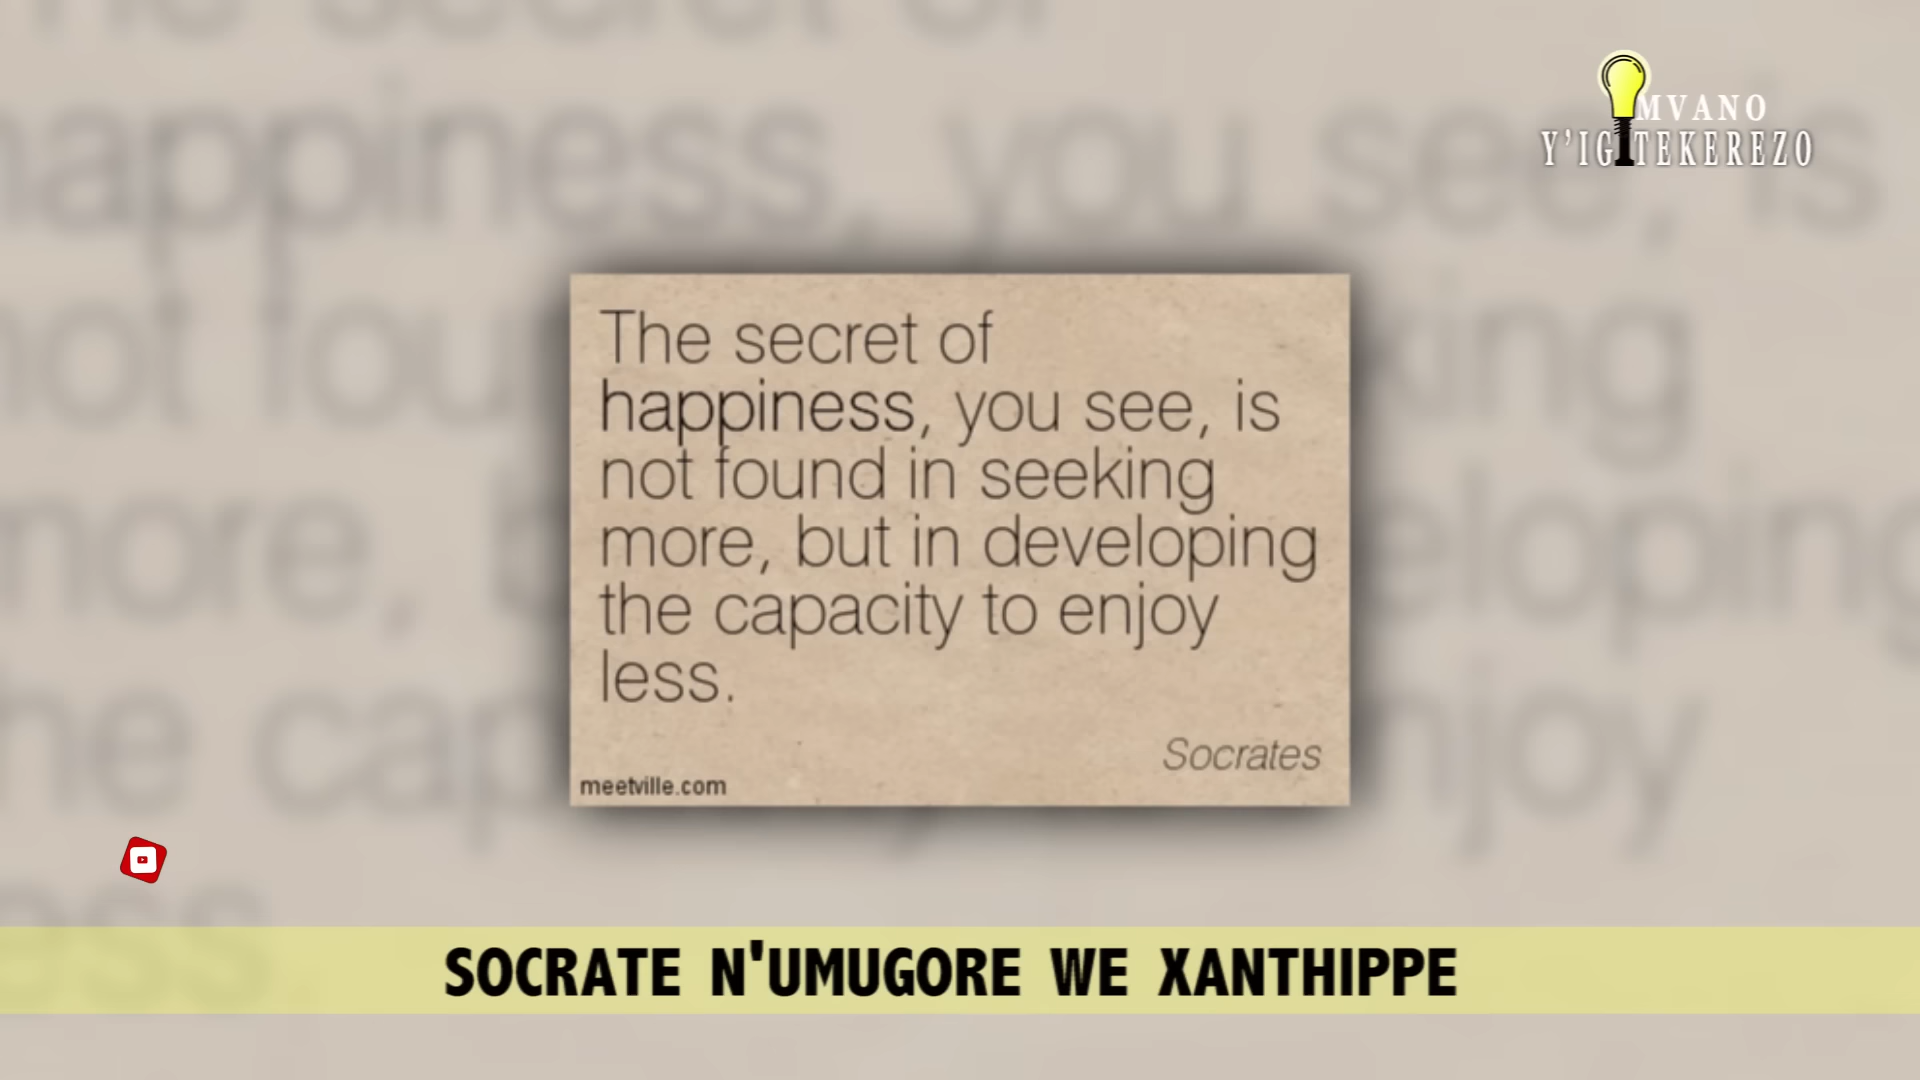 MVANO
Y'IGITEKEREZO
The secret of
happiness, you see, is
not found in seeking
more, but in developing
the capacity to enjoy
less.
Socrates
meetville.com
SOCRATE N'UMUGORE WE XANTHIPPE